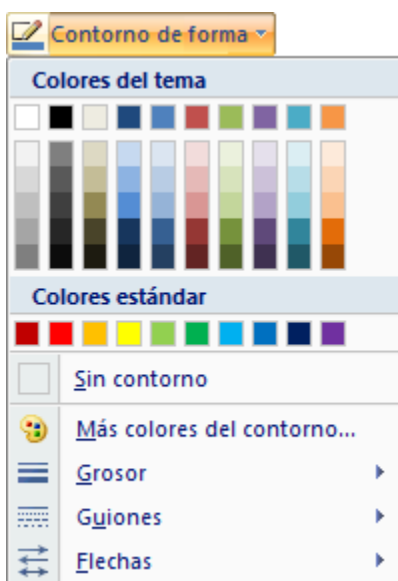 Contorno de forma
Colores del tema
Colores estándar
Sin contorno
Más colores del contorno...
Grosor
Guiones
Flechas